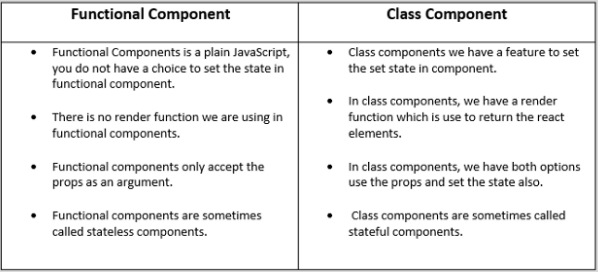 Functional Component
Class Component
• Functional Components is a plain JavaScript,
you do not have a choice to set the state in
functional component.
• There is no render function we are using in
functional components.
• Functional components only accept the
props as an argument.
• Functional components are sometimes
called stateless components.
• Class components we have a feature to set
the set state in component.
• In class components, we have a render
function which is use to return the react
elements.
• In class components, we have both options
use the props and set the state also.
• Class components are sometimes called
stateful components.